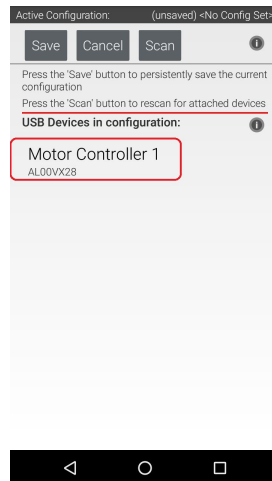 Active Configuration: (unsaved) <No Config Set>
Save Cancel Scan
Press the 'Save' button to persistently save the current
configuration
Press the 'Scan' button to rescan for attached devices
USB Devices in configuration:
Motor Controller 1
AL00VX28